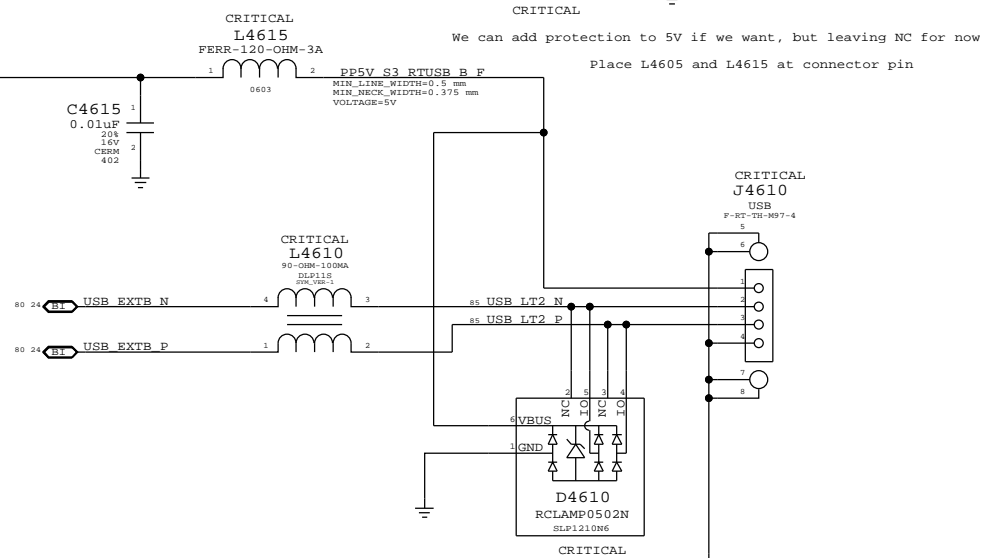 CRITICAL
CRITICAL
L4615
We can add protection to 5V if we want, but leaving NC for now
FERR-120-OHM-3A
Place L4605 and L4615 at connector pin
1
2
PP5V_S3_RTUSB_B_F
MIN_LINE_WIDTH=0.5 mm
MIN_NECK_WIDTH=0.375 mm
VOLTAGE=5V
0603
1
C4615
0.01uF
20%
16V
CERM
402
2
CRITICAL
J4610
USB
F-RT-TH-M97-4
5
6
CRITICAL
L4610
90-OHM-100MA
DLP11S
SYM_VER-1
1
80 24 BI USB_EXTB_N
4
3
85 USB_LT2_N
2
85 USB_LT2_P
3
80 24 BI USB_EXTB_P
1
2
4
7
8
2
5
3
4
NC
IO
NC
IO
6 VBUS
1 GND
D4610
RCLAMP0502N
SLP1210N6
CRITICAL